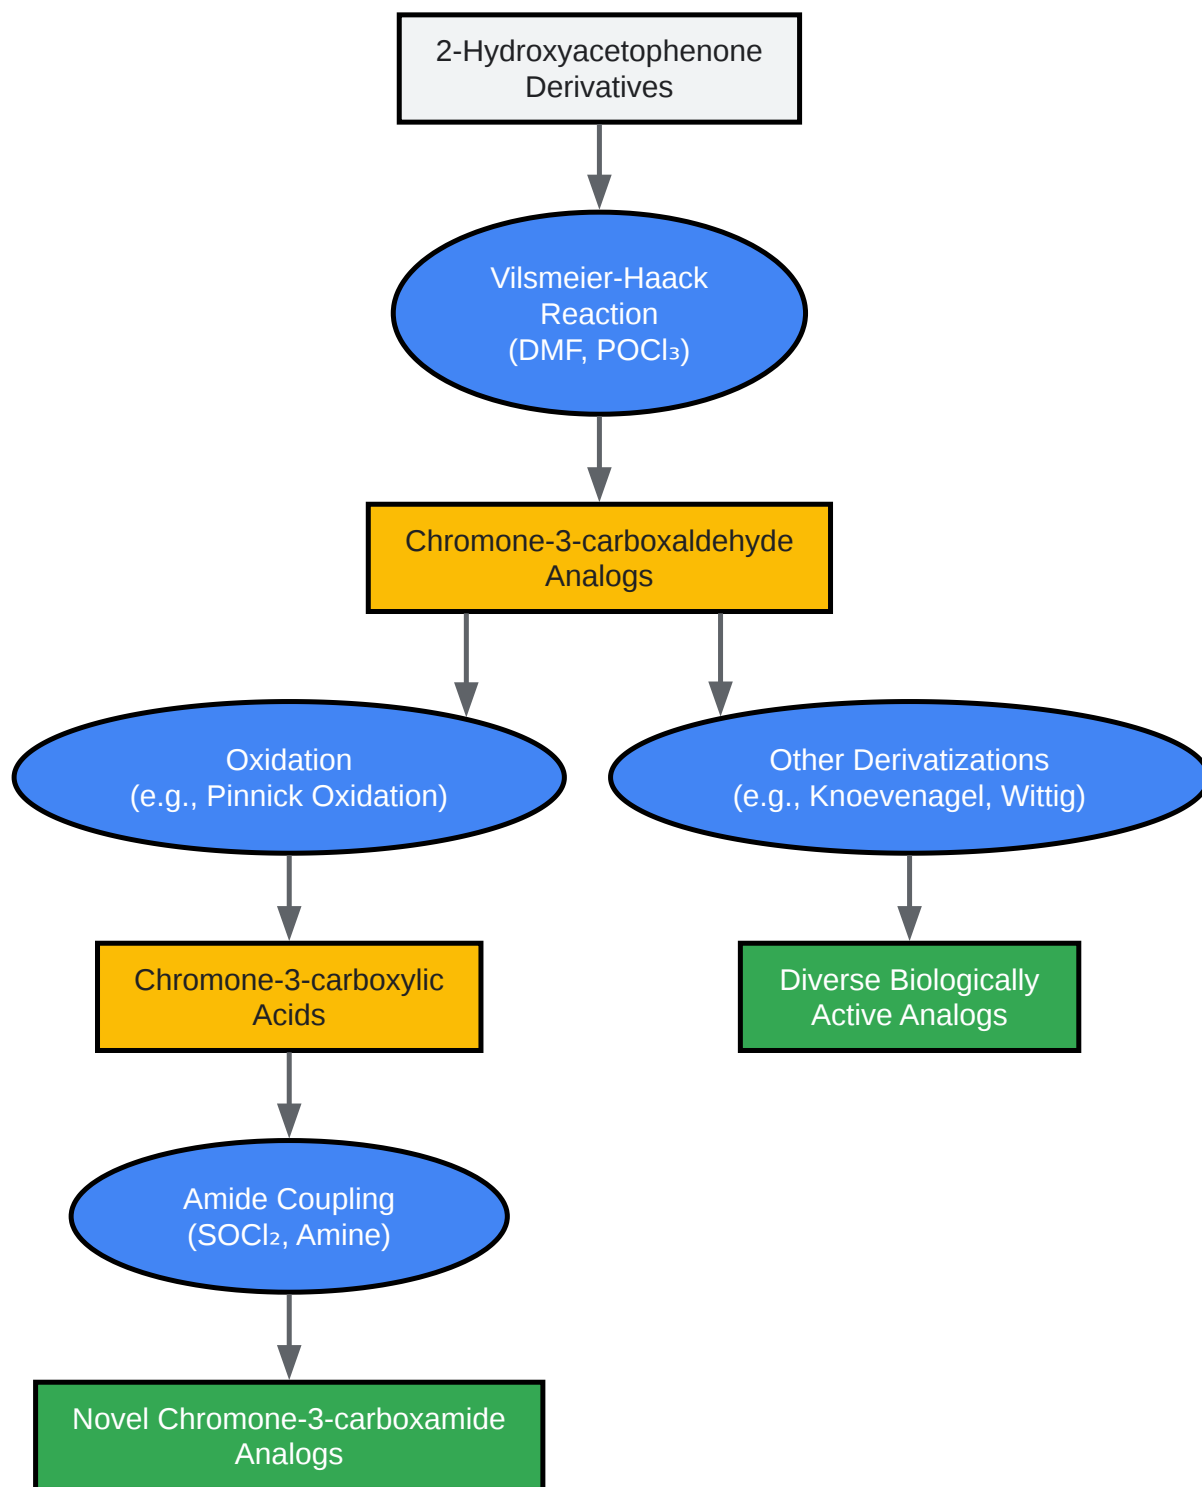 2-Hydroxyacetophenone
Derivatives
Vilsmeier-Haack
Reaction
(DMF, POCl₃)
Chromone-3-carboxaldehyde
Analogs
Oxidation
(e.g., Pinnick Oxidation)
Other Derivatizations
(e.g., Knoevenagel, Wittig)
Chromone-3-carboxylic
Acids
Diverse Biologically
Active Analogs
Amide Coupling
(SOCl₂, Amine)
Novel Chromone-3-carboxamide
Analogs